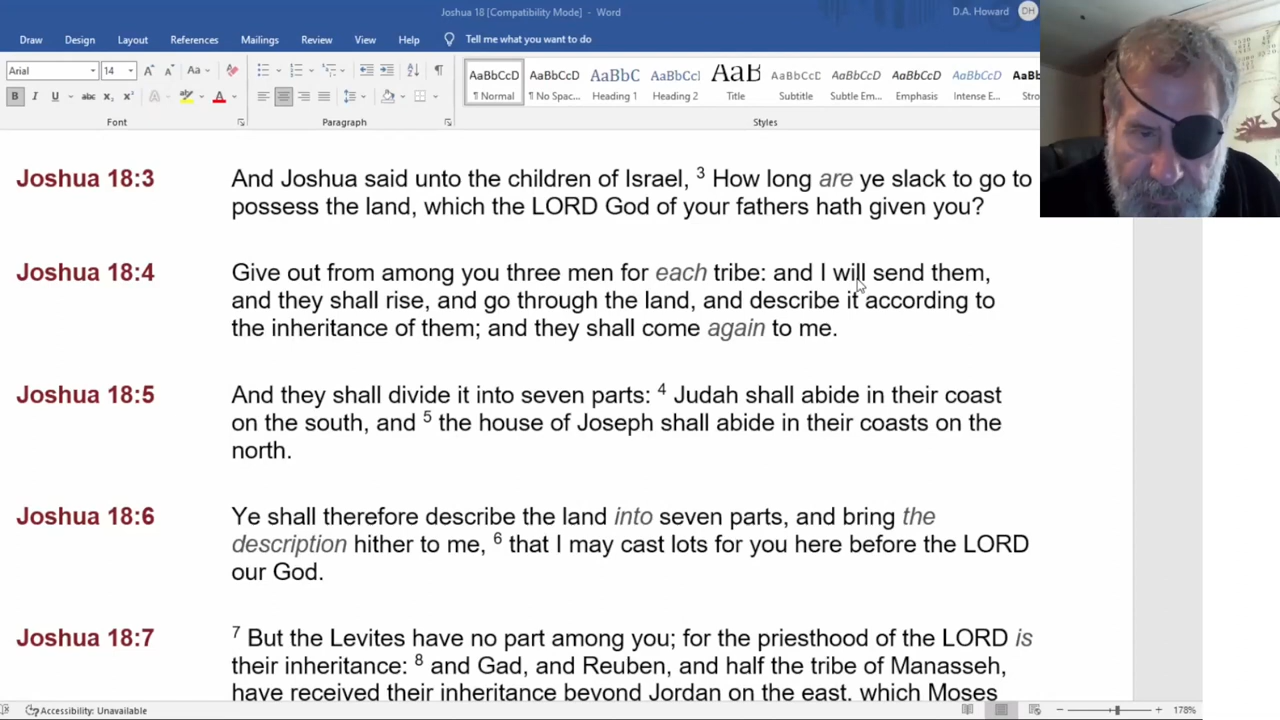 Joshua 18 [Compatibility Mode] - Word
D.A. Howard DH
Draw Design Layout References Mailings Review View Help Tell me what you want to do
Arial 14 A A Aa
AaBbCcD AaBbCcD AaBbC AaBbCcl AaB AaBbCcD AaBbCcD AaBbCcD AaBbCcD AaBb
B I U abc x₂ x² A A
¶ Normal ¶ No Spac... Heading 1 Heading 2 Title Subtitle Subtle Em... Emphasis Intense E... Stro
Font Paragraph Styles
Joshua 18:3 And Joshua said unto the children of Israel, ³ How long are ye slack to go to
possess the land, which the LORD God of your fathers hath given you?
Joshua 18:4 Give out from among you three men for each tribe: and I will send them,
and they shall rise, and go through the land, and describe it according to
the inheritance of them; and they shall come again to me.
Joshua 18:5 And they shall divide it into seven parts: ⁴ Judah shall abide in their coast
on the south, and ⁵ the house of Joseph shall abide in their coasts on the
north.
Joshua 18:6 Ye shall therefore describe the land into seven parts, and bring the
description hither to me, ⁶ that I may cast lots for you here before the LORD
our God.
Joshua 18:7 ⁷ But the Levites have no part among you; for the priesthood of the LORD is
their inheritance: ⁸ and Gad, and Reuben, and half the tribe of Manasseh,
have received their inheritance beyond Jordan on the east, which Moses
Accessibility: Unavailable 178%